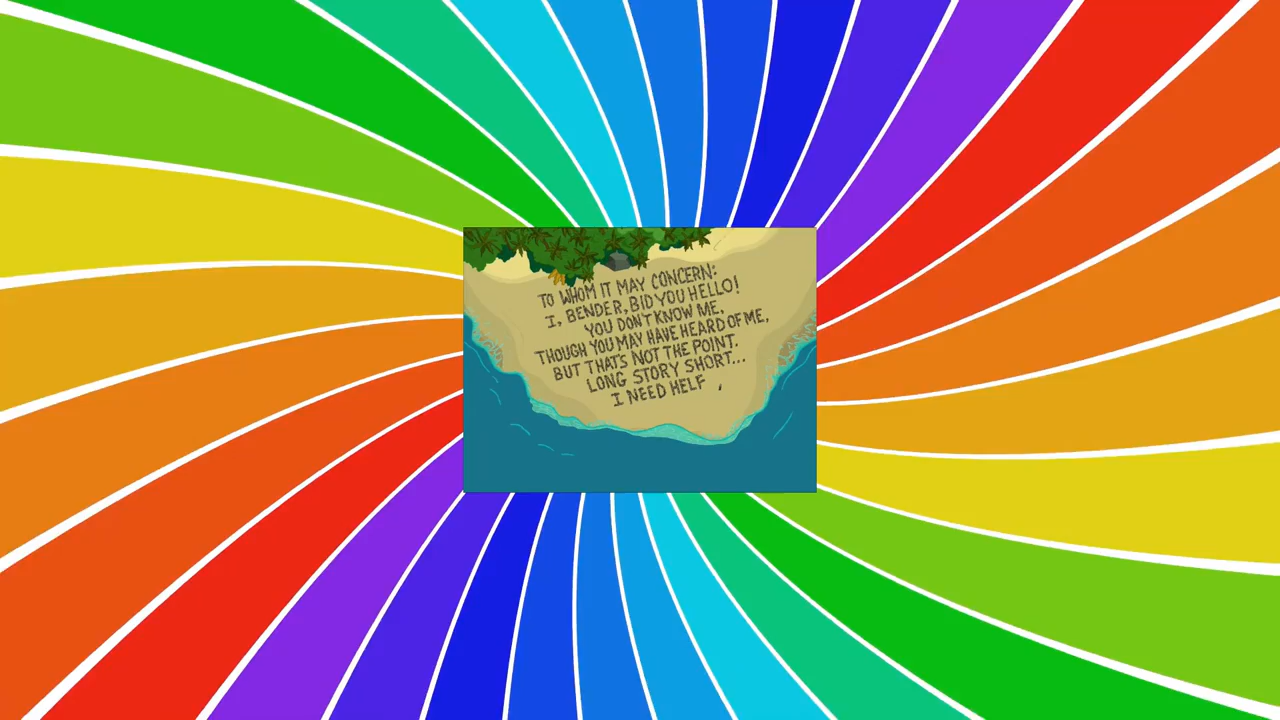 TO WHOM IT MAY CONCERN:
I, BENDER, BID YOU HELLO!
YOU DON'T KNOW ME,
THOUGH YOU MAY HAVE HEARD OF ME,
BUT THAT'S NOT THE POINT.
LONG STORY SHORT...
I NEED HELF